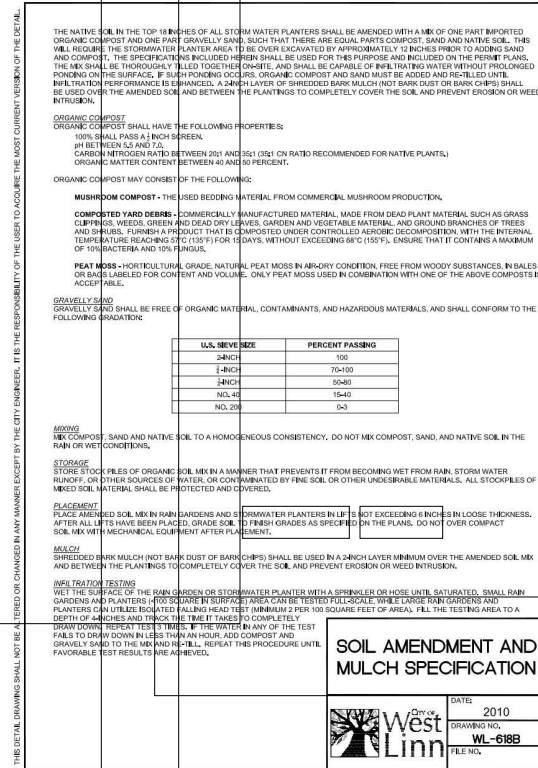 THIS DETAIL DRAWING SHALL NOT BE ALTERED OR CHANGED IN ANY MANNER EXCEPT BY THE CITY ENGINEER. IT IS THE RESPONSIBILITY OF THE USER TO ACQUIRE THE MOST CURRENT VERSION OF THE DETAIL.
THE NATIVE SOIL IN THE TOP 18 INCHES OF ALL STORM WATER PLANTERS SHALL BE AMENDED WITH A MIX OF ONE PART IMPORTED
ORGANIC COMPOST AND ONE PART GRAVELLY SAND, SUCH THAT THERE ARE EQUAL PARTS COMPOST, SAND AND NATIVE SOIL. THIS
WILL REQUIRE THE STORMWATER PLANTER AREA TO BE OVER EXCAVATED BY APPROXIMATELY 12 INCHES PRIOR TO ADDING SAND
AND COMPOST. THE SPECIFICATIONS INCLUDED HEREIN SHALL BE USED FOR THIS PURPOSE AND INCLUDED ON THE PERMIT PLANS.
THE MIX SHALL BE THOROUGHLY TILLED TOGETHER ON-SITE, AND SHALL BE CAPABLE OF INFILTRATING WATER WITHOUT PROLONGED
PONDING ON THE SURFACE. IF SUCH PONDING OCCURS, ORGANIC COMPOST AND SAND MUST BE ADDED AND RE-TILLED UNTIL
INFILTRATION PERFORMANCE IS ENHANCED. A 2-INCH LAYER OF SHREDDED BARK MULCH (NOT BARK DUST OR BARK CHIPS) SHALL
BE USED OVER THE AMENDED SOIL AND BETWEEN THE PLANTINGS TO COMPLETELY COVER THE SOIL AND PREVENT EROSION OR WEED
INTRUSION.
ORGANIC COMPOST
ORGANIC COMPOST SHALL HAVE THE FOLLOWING PROPERTIES:
100% SHALL PASS A ½ INCH SCREEN.
pH BETWEEN 5.5 AND 7.0.
CARBON NITROGEN RATIO BETWEEN 20:1 AND 35:1 (35:1 CN RATIO RECOMMENDED FOR NATIVE PLANTS.)
ORGANIC MATTER CONTENT BETWEEN 40 AND 50 PERCENT.
ORGANIC COMPOST MAY CONSIST OF THE FOLLOWING:
MUSHROOM COMPOST - THE USED BEDDING MATERIAL FROM COMMERCIAL MUSHROOM PRODUCTION.
COMPOSTED YARD DEBRIS - COMMERCIALLY MANUFACTURED MATERIAL, MADE FROM DEAD PLANT MATERIAL SUCH AS GRASS
CLIPPINGS, WEEDS, GREEN AND DEAD DRY LEAVES, GARDEN AND VEGETABLE MATERIAL, AND GROUND BRANCHES OF TREES
AND SHRUBS. FURNISH A PRODUCT THAT IS COMPOSTED UNDER CONTROLLED AEROBIC DECOMPOSITION, WITH THE INTERNAL
TEMPERATURE REACHING 57°C (135°F) FOR 15 DAYS, WITHOUT EXCEEDING 68°C (155°F). ENSURE THAT IT CONTAINS A MAXIMUM
OF 10% BACTERIA AND 10% FUNGUS.
PEAT MOSS - HORTICULTURAL GRADE, NATURAL PEAT MOSS IN AIR-DRY CONDITION, FREE FROM WOODY SUBSTANCES, IN BALES
OR BAGS LABELED FOR CONTENT AND VOLUME. ONLY PEAT MOSS USED IN COMBINATION WITH ONE OF THE ABOVE COMPOSTS IS
ACCEPTABLE.
GRAVELLY SAND
GRAVELLY SAND SHALL BE FREE OF ORGANIC MATERIAL, CONTAMINANTS, AND HAZARDOUS MATERIALS, AND SHALL CONFORM TO THE
FOLLOWING GRADATION:
U.S. SIEVE SIZE PERCENT PASSING
2-INCH 100
-INCH 70-100
-INCH 50-80
NO. 40 15-40
NO. 200 0-3
MIXING
MIX COMPOST, SAND AND NATIVE SOIL TO A HOMOGENEOUS CONSISTENCY. DO NOT MIX COMPOST, SAND, AND NATIVE SOIL IN THE
RAIN OR WET CONDITIONS.
STORAGE
STORE STOCK PILES OF ORGANIC SOIL MIX IN A MANNER THAT PREVENTS IT FROM BECOMING WET FROM RAIN, STORM WATER
RUNOFF, OR OTHER SOURCES OF WATER, OR CONTAMINATED BY FINE SOIL OR OTHER UNDESIRABLE MATERIALS. ALL STOCKPILES OF
MIXED SOIL MATERIAL SHALL BE PROTECTED AND COVERED.
PLACEMENT
PLACE AMENDED SOIL MIX IN RAIN GARDENS AND STORMWATER PLANTERS IN LIFTS NOT EXCEEDING 6 INCHES IN LOOSE THICKNESS.
AFTER ALL LIFTS HAVE BEEN PLACED, GRADE SOIL TO FINISH GRADES AS SPECIFIED ON THE PLANS. DO NOT OVER COMPACT
SOIL MIX WITH MECHANICAL EQUIPMENT AFTER PLACEMENT.
MULCH
SHREDDED BARK MULCH (NOT BARK DUST OF BARK CHIPS) SHALL BE USED IN A 2-INCH LAYER MINIMUM OVER THE AMENDED SOIL MIX
AND BETWEEN THE PLANTINGS TO COMPLETELY COVER THE SOIL AND PREVENT EROSION OR WEED INTRUSION.
INFILTRATION TESTING
WET THE SURFACE OF THE RAIN GARDEN OR STORMWATER PLANTER WITH A SPRINKLER OR HOSE UNTIL SATURATED. SMALL RAIN
GARDENS AND PLANTERS (<100 SQUARE IN SURFACE) AREA CAN BE TESTED FULL-SCALE, WHILE LARGE RAIN GARDENS AND
PLANTERS CAN UTILIZE ISOLATED FALLING HEAD TEST (MINIMUM 2 PER 100 SQUARE FEET OF AREA). FILL THE TESTING AREA TO A
DEPTH OF 4-INCHES AND TRACK THE TIME IT TAKES TO COMPLETELY
DRAW DOWN. REPEAT TEST 3 TIMES. IF THE WATER IN ANY OF THE TEST
FAILS TO DRAW DOWN IN LESS THAN AN HOUR, ADD COMPOST AND
GRAVELY SAND TO THE MIX AND RE-TILL. REPEAT THIS PROCEDURE UNTIL
FAVORABLE TEST RESULTS ARE ACHIEVED.
SOIL AMENDMENT AND
MULCH SPECIFICATION
CITY OF
West
Linn
DATE:
2010
DRAWING NO.
WL-618B
FILE NO.